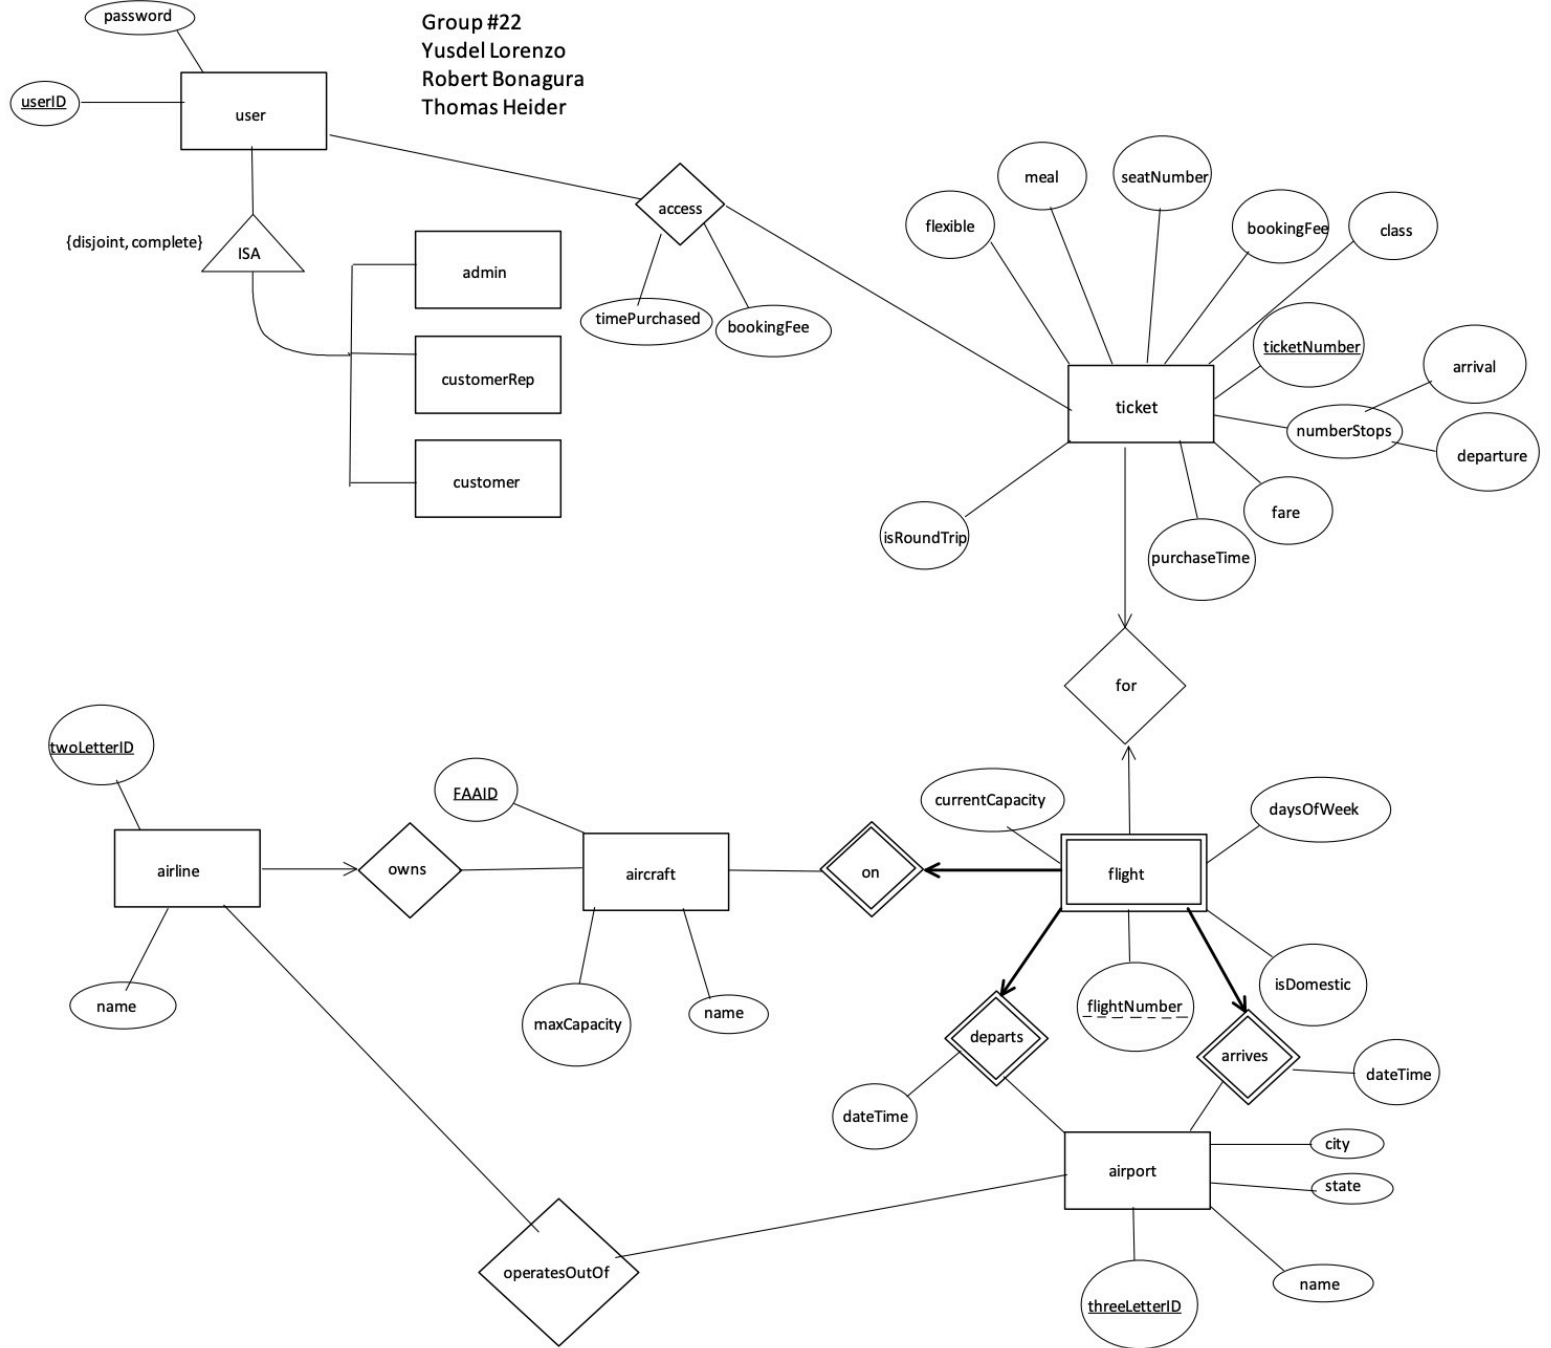 password
Group #22
Yusdel Lorenzo
Robert Bonagura
Thomas Heider
userID
user
access
{disjoint, complete}
ISA
admin
customerRep
customer
timePurchased
bookingFee
flexible
meal
seatNumber
bookingFee
class
ticketNumber
arrival
ticket
numberStops
departure
isRoundTrip
purchaseTime
fare
for
twoLetterID
FAAID
currentCapacity
daysOfWeek
airline
owns
aircraft
on
flight
name
maxCapacity
name
flightNumber
isDomestic
departs
arrives
dateTime
dateTime
airport
city
state
name
threeLetterID
operatesOutOf